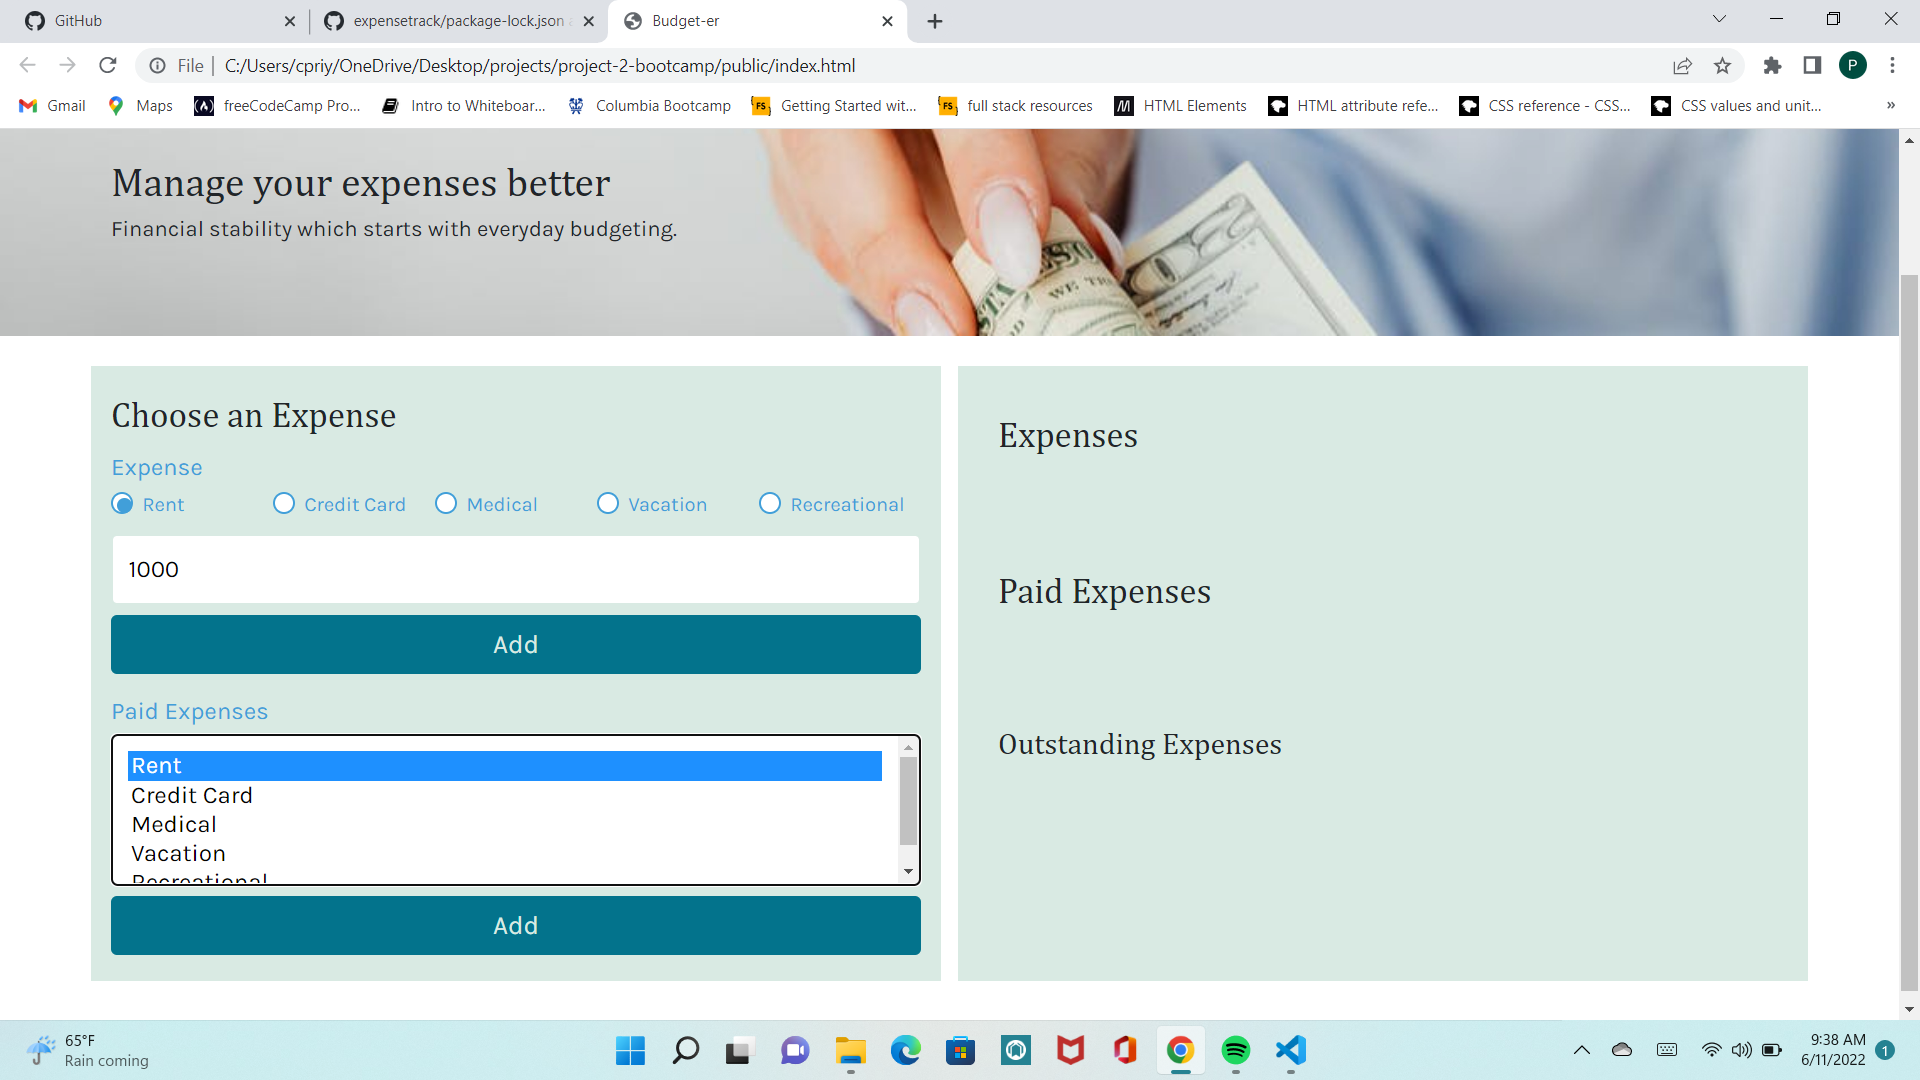 GitHub
expensetrack/package-lock.json a
Budget-er
File
C:/Users/cpriy/OneDrive/Desktop/projects/project-2-bootcamp/public/index.html
P
Gmail
Maps
freeCodeCamp Pro...
Intro to Whiteboar...
Columbia Bootcamp
FS
Getting Started wit...
FS
full stack resources
HTML Elements
HTML attribute refe...
CSS reference - CSS...
CSS values and unit...
»
Manage your expenses better
Financial stability which starts with everyday budgeting.
WE
Choose an Expense
Expense
Rent
Credit Card
Medical
Vacation
Recreational
1000
Add
Paid Expenses
Rent
Credit Card
Medical
Vacation
Recreational
Add
Expenses
Paid Expenses
Outstanding Expenses
65°F
Rain coming
9:38 AM
6/11/2022
1